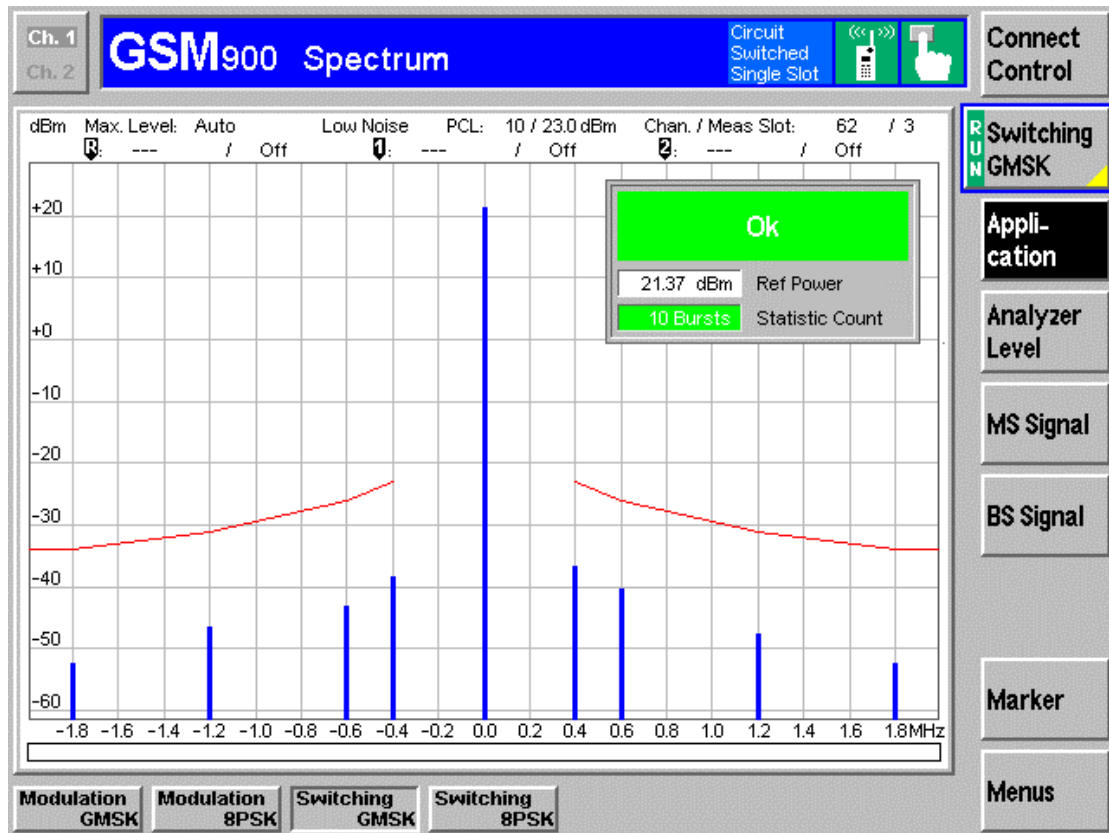 Ch. 1
Ch. 2
GSM900 Spectrum
Circuit
Switched
Single Slot
Connect
Control
dBm Max. Level: Auto Low Noise PCL: 10 / 23.0 dBm Chan. / Meas Slot: 62 / 3
R: --- / Off 1: --- / Off 2: --- / Off
RUN
Switching
GMSK
Appli-
cation
Analyzer
Level
MS Signal
BS Signal
Marker
Menus
Ok
21.37 dBm Ref Power
10 Bursts Statistic Count
+20
+10
+0
-10
-20
-30
-40
-50
-60
-1.8 -1.6 -1.4 -1.2 -1.0 -0.8 -0.6 -0.4 -0.2 0.0 0.2 0.4 0.6 0.8 1.0 1.2 1.4 1.6 1.8MHz
Modulation
GMSK
Modulation
8PSK
Switching
GMSK
Switching
8PSK